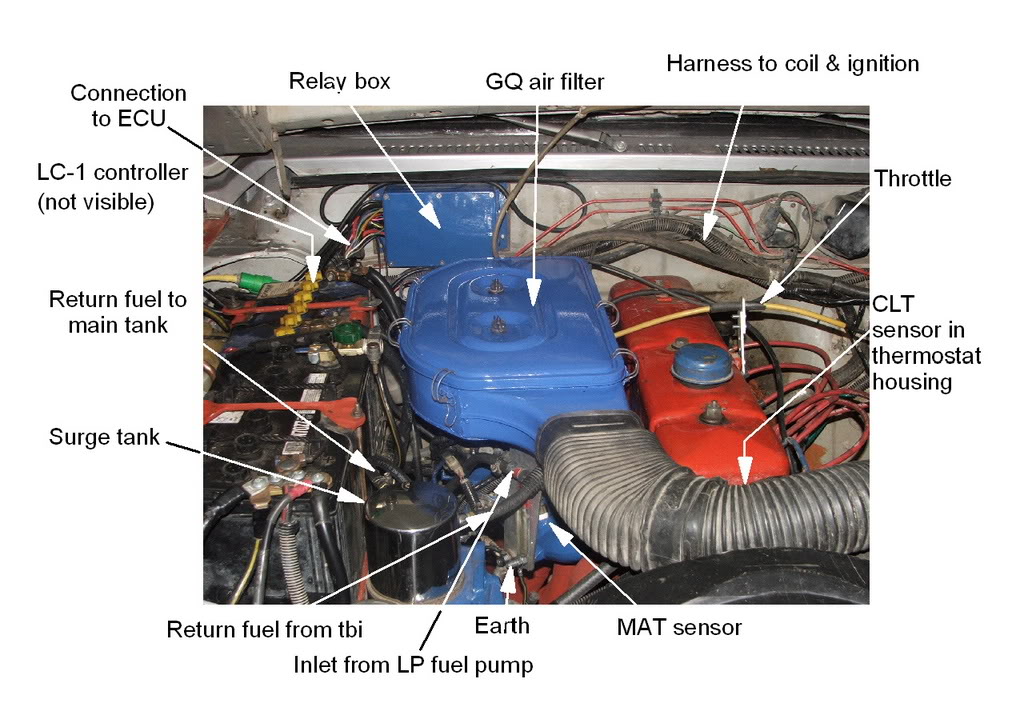 Harness to coil & ignition
Relay box
GQ air filter
Connection
to ECU
LC-1 controller
(not visible)
Throttle
Return fuel to
main tank
CLT
sensor in
thermostat
housing
Surge tank
Return fuel from tbi
Earth
MAT sensor
Inlet from LP fuel pump